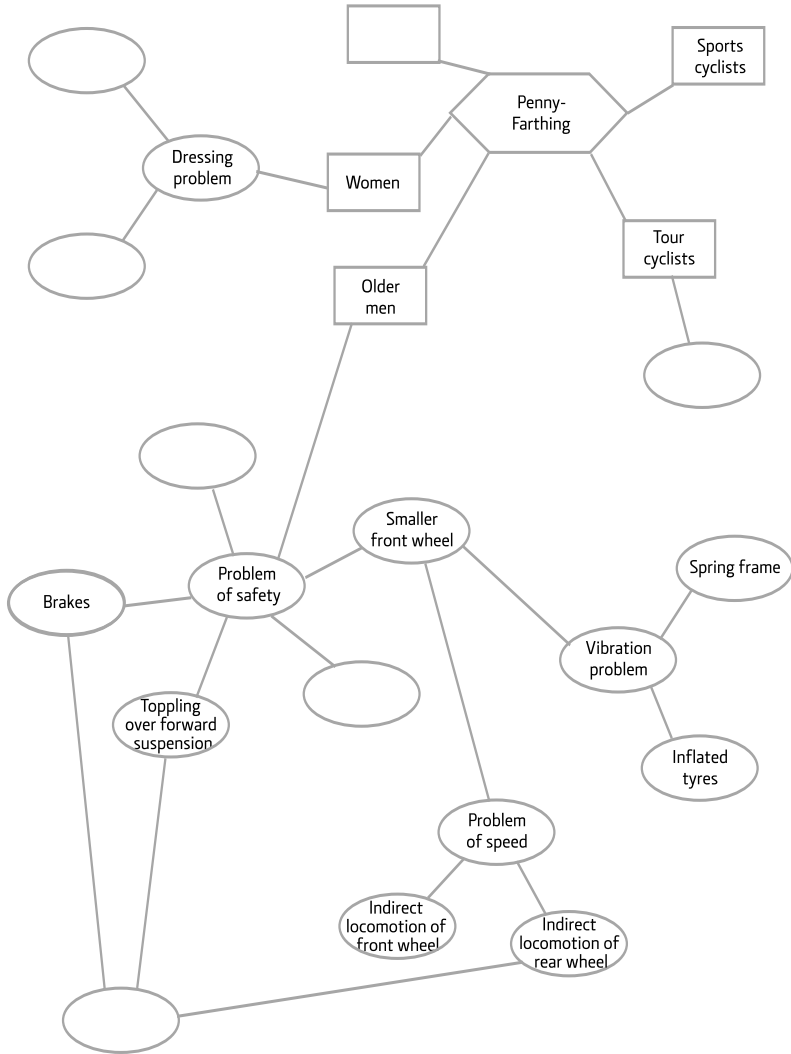 Sports
cyclists
Penny-
Farthing
Dressing
problem
Women
Tour
cyclists
Older
men
Smaller
front wheel
Spring frame
Problem
of safety
Brakes
Vibration
problem
Toppling
over forward
suspension
Inflated
tyres
Problem
of speed
Indirect
locomotion of
front wheel
Indirect
locomotion of
rear wheel